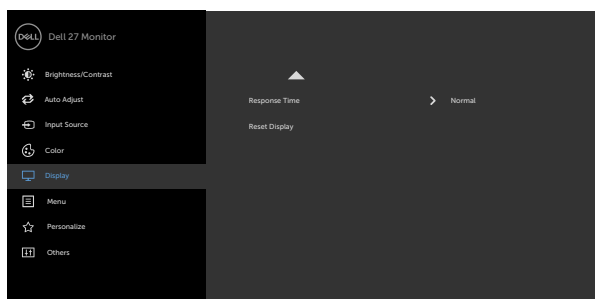 DELL
Dell 27 Monitor
Brightness/Contrast
Auto Adjust
Response Time
Normal
Input Source
Reset Display
Color
Display
Menu
Personalize
Others